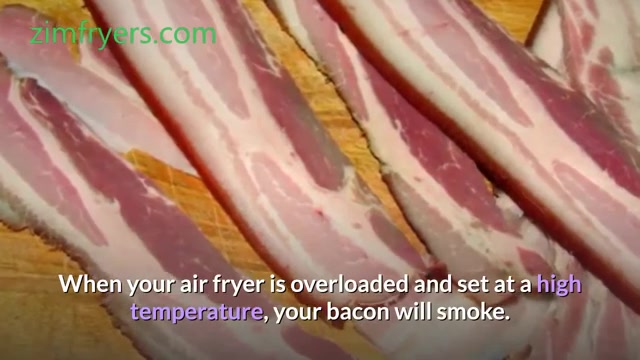 zimfryers.com
When your air fryer is overloaded and set at a high
temperature, your bacon will smoke.